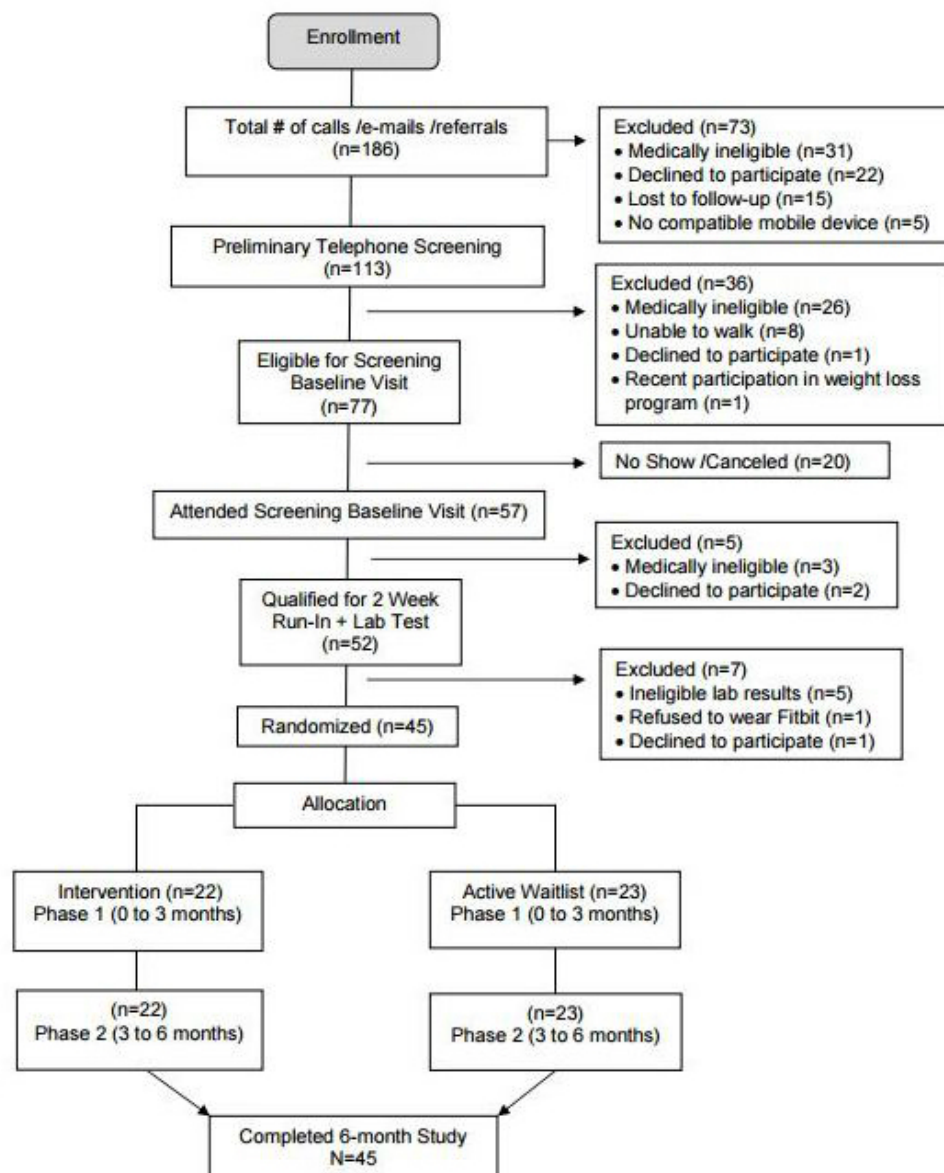 Enrollment
Total # of calls /e-mails /referrals
(n=186)
Excluded (n=73)
• Medically ineligible (n=31)
• Declined to participate (n=22)
• Lost to follow-up (n=15)
• No compatible mobile device (n=5)
Preliminary Telephone Screening
(n=113)
Excluded (n=36)
• Medically ineligible (n=26)
• Unable to walk (n=8)
• Declined to participate (n=1)
• Recent participation in weight loss
program (n=1)
Eligible for Screening
Baseline Visit
(n=77)
No Show /Canceled (n=20)
Attended Screening Baseline Visit (n=57)
Excluded (n=5)
• Medically ineligible (n=3)
• Declined to participate (n=2)
Qualified for 2 Week
Run-In + Lab Test
(n=52)
Excluded (n=7)
• Ineligible lab results (n=5)
• Refused to wear Fitbit (n=1)
• Declined to participate (n=1)
Randomized (n=45)
Allocation
Intervention (n=22)
Phase 1 (0 to 3 months)
Active Waitlist (n=23)
Phase 1 (0 to 3 months)
(n=22)
Phase 2 (3 to 6 months)
(n=23)
Phase 2 (3 to 6 months)
Completed 6-month Study
N=45